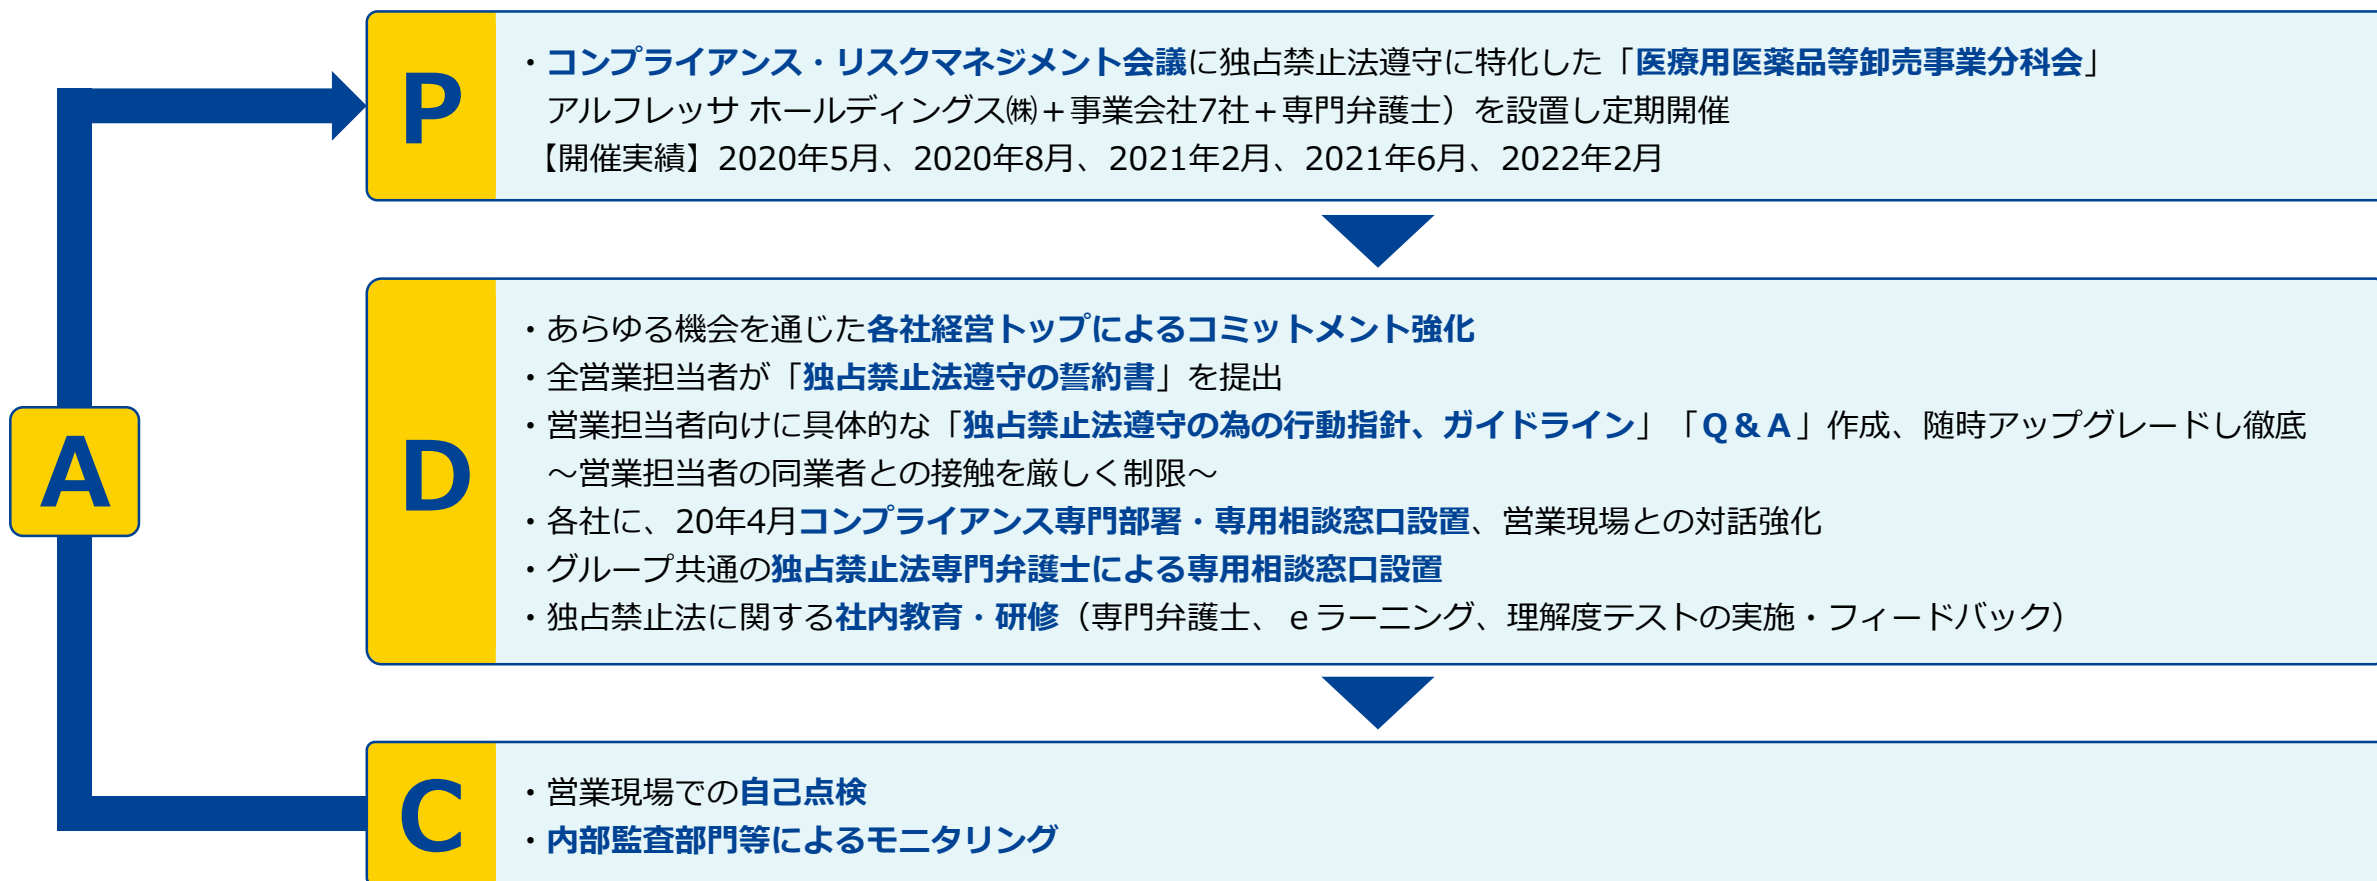 P
・コンプライアンス・リスクマネジメント会議に独占禁止法遵守に特化した「医療用医薬品等卸売事業分科会」
アルフレッサ ホールディングス㈱＋事業会社7社＋専門弁護士）を設置し定期開催
【開催実績】2020年5月、2020年8月、2021年2月、2021年6月、2022年2月
D
・あらゆる機会を通じた各社経営トップによるコミットメント強化
・全営業担当者が「独占禁止法遵守の誓約書」を提出
・営業担当者向けに具体的な「独占禁止法遵守の為の行動指針、ガイドライン」「Ｑ＆Ａ」作成、随時アップグレードし徹底
～営業担当者の同業者との接触を厳しく制限～
・各社に、20年4月コンプライアンス専門部署・専用相談窓口設置、営業現場との対話強化
・グループ共通の独占禁止法専門弁護士による専用相談窓口設置
・独占禁止法に関する社内教育・研修（専門弁護士、ｅラーニング、理解度テストの実施・フィードバック）
C
・営業現場での自己点検
・内部監査部門等によるモニタリング
A